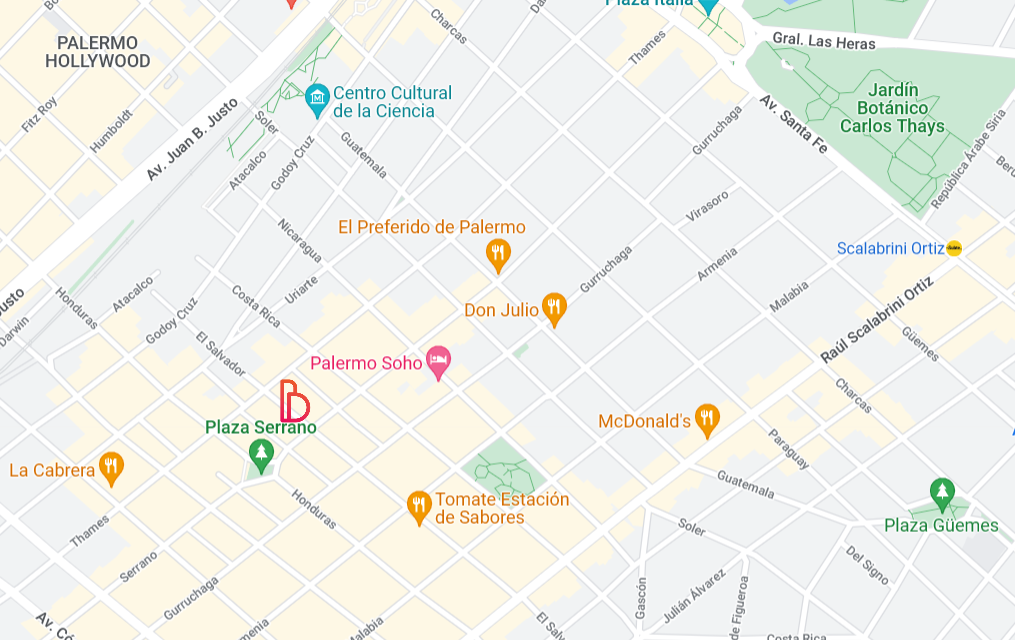 Plaza Italia
Charcas
Thames
PALERMO
HOLLYWOOD
Gral. Las Heras
Jardín
Botánico
Carlos Thays
Centro Cultural
de la Ciencia
Fitz Roy
Humboldt
Av. Juan B. Justo
Soler
Guatemala
Gurruchaga
Av. Santa Fe
República Árabe Siria
Atacalco
Godoy Cruz
Virasoro
Nicaragua
El Preferido de Palermo
Scalabrini Ortiz
Gurruchaga
Armenia
Malabia
Raúl Scalabrini Ortiz
Honduras
Atacalco
Uriarte
Costa Rica
Don Julio
Justo
Darwin
Godoy Cruz
El Salvador
Güemes
Palermo Soho
Charcas
McDonald's
Plaza Serrano
Paraguay
La Cabrera
Guatemala
Tomate Estación
de Sabores
Honduras
Thames
Soler
Plaza Güemes
Serrano
Del Signo
Gurruchaga
Gascón
Julián Álvarez
de Figueroa
Av. Có
menia
Malabia
El Salv
Costa Rica